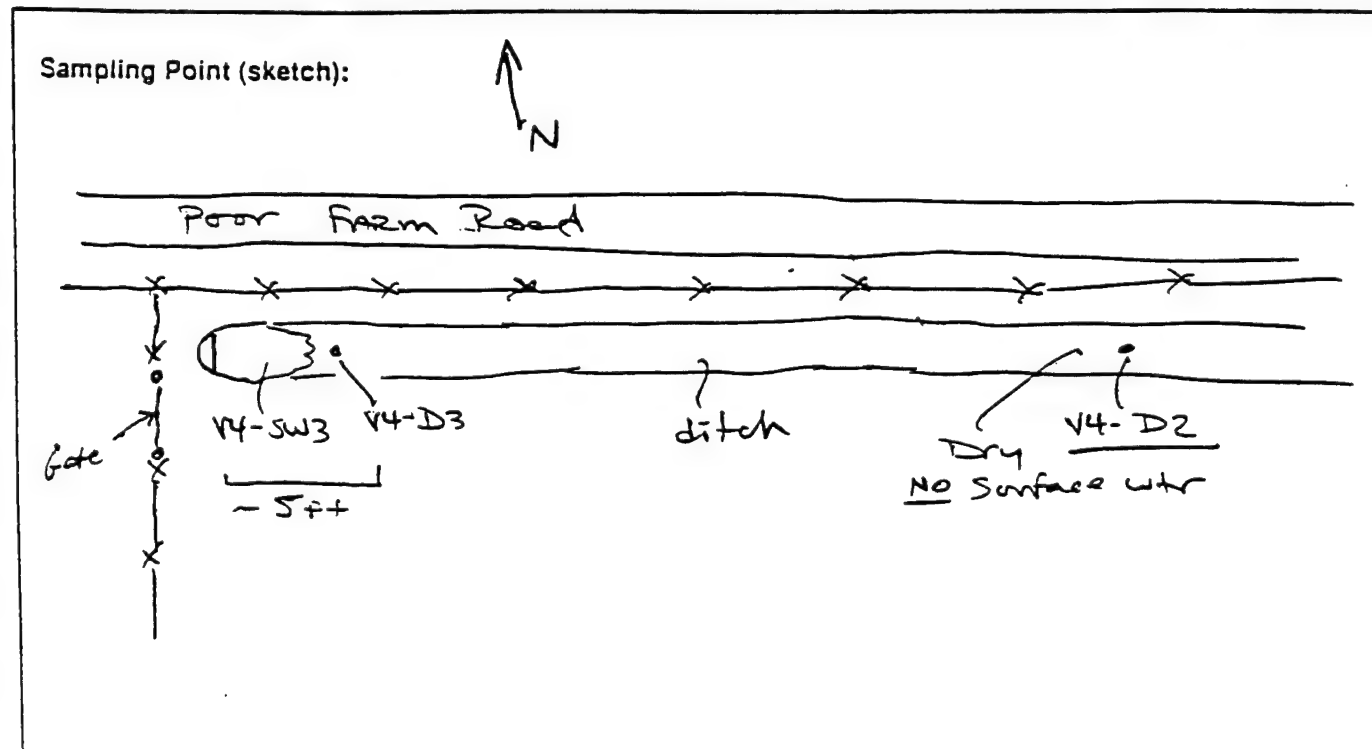 Sampling Point (sketch):
N
Poor Farm Road
V4-SW3
V4-D3
ditch
V4-D2
Gate
Dry
NO Surface wtr
~ 5ft